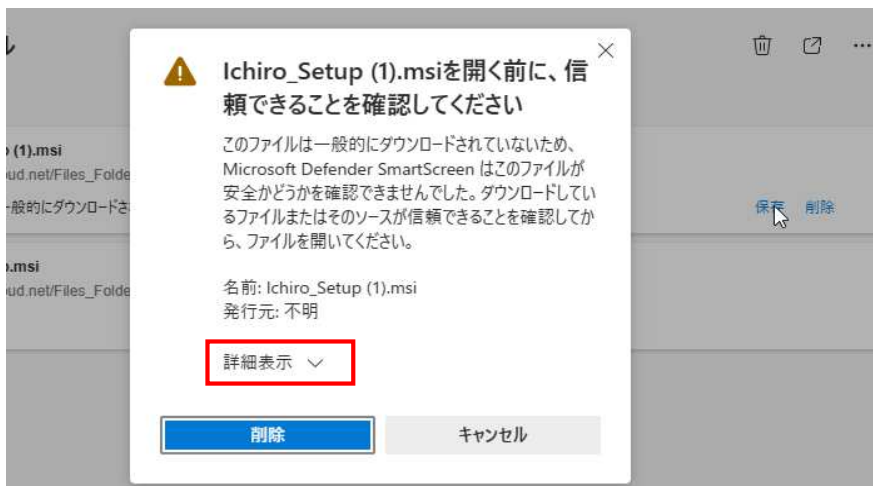 Ichiro_Setup (1).msiを開く前に、信
頼できることを確認してください
このファイルは一般的にダウンロードされていないため、
Microsoft Defender SmartScreen はこのファイルが
安全かどうかを確認できませんでした。ダウンロードしてい
るファイルまたはそのソースが信頼できることを確認してか
ら、ファイルを開いてください。
(1).msi
oud.net/Files_Folde
一般的にダウンロードさ
保存 削除
.msi
oud.net/Files_Folde
名前: Ichiro_Setup (1).msi
発行元: 不明
詳細表示
削除
キャンセル